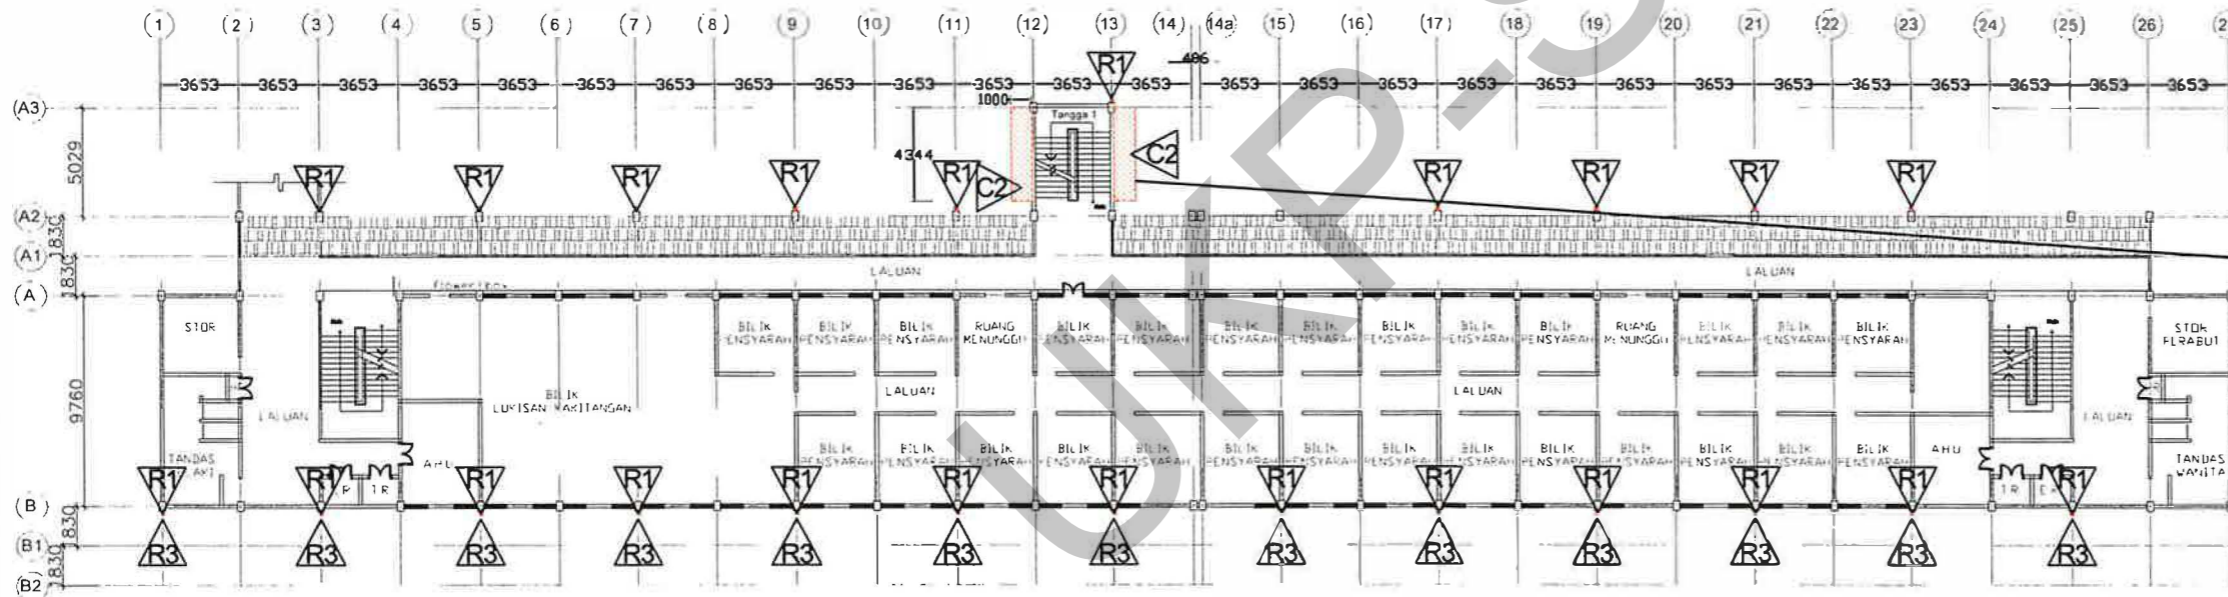 (1) (2) (3) (4) (5) (6) (7) (8) (9) (10) (11) (12) (13) (14) (14a) (15) (16) (17) (18) (19) (20) (21) (22) (23) (24) (25) (26)
486
3653 3653 3653 3653 3653 3653 3653 3653 3653 3653 3653 3653 3653 3653 3653 3653 3653 3653 3653 3653 3653 3653 3653 3653 3653 3653
R1
1000
(A3)
Tangga 1
5029
4344
C2
R1 R1 R1 R1 R1 C2 R1 R1 R1 R1
(A2)
1830
(A1)
1830
LALUAN LALUAN
(A)
STOR
BILIK PENSYARAH BILIK PENSYARAH BILIK PENSYARAH RUANG MENUNGGU BILIK PENSYARAH BILIK PENSYARAH BILIK PENSYARAH BILIK PENSYARAH BILIK PENSYARAH BILIK PENSYARAH BILIK PENSYARAH RUANG MENUNGGU BILIK PENSYARAH BILIK PENSYARAH BILIK PENSYARAH
STOR PERABUT
9760
LALUAN LALUAN
BILIK
LUKISAN KAKITANGAN
LALUAN LALUAN
BILIK PENSYARAH BILIK PENSYARAH BILIK PENSYARAH BILIK PENSYARAH BILIK PENSYARAH BILIK PENSYARAH BILIK PENSYARAH BILIK PENSYARAH BILIK PENSYARAH BILIK PENSYARAH BILIK PENSYARAH BILIK PENSYARAH BILIK PENSYARAH BILIK PENSYARAH
TANDAS
AHU AHU
TANDAS
WANITA
R1 R1 R1 R1 R1 R1 R1 R1 R1 R1 R1 R1 R1
TR TR
(B)
1830
R3 R3 R3 R3 R3 R3 R3 R3 R3 R3 R3 R3 R3
(B1)
1830
(B2)
UKP-